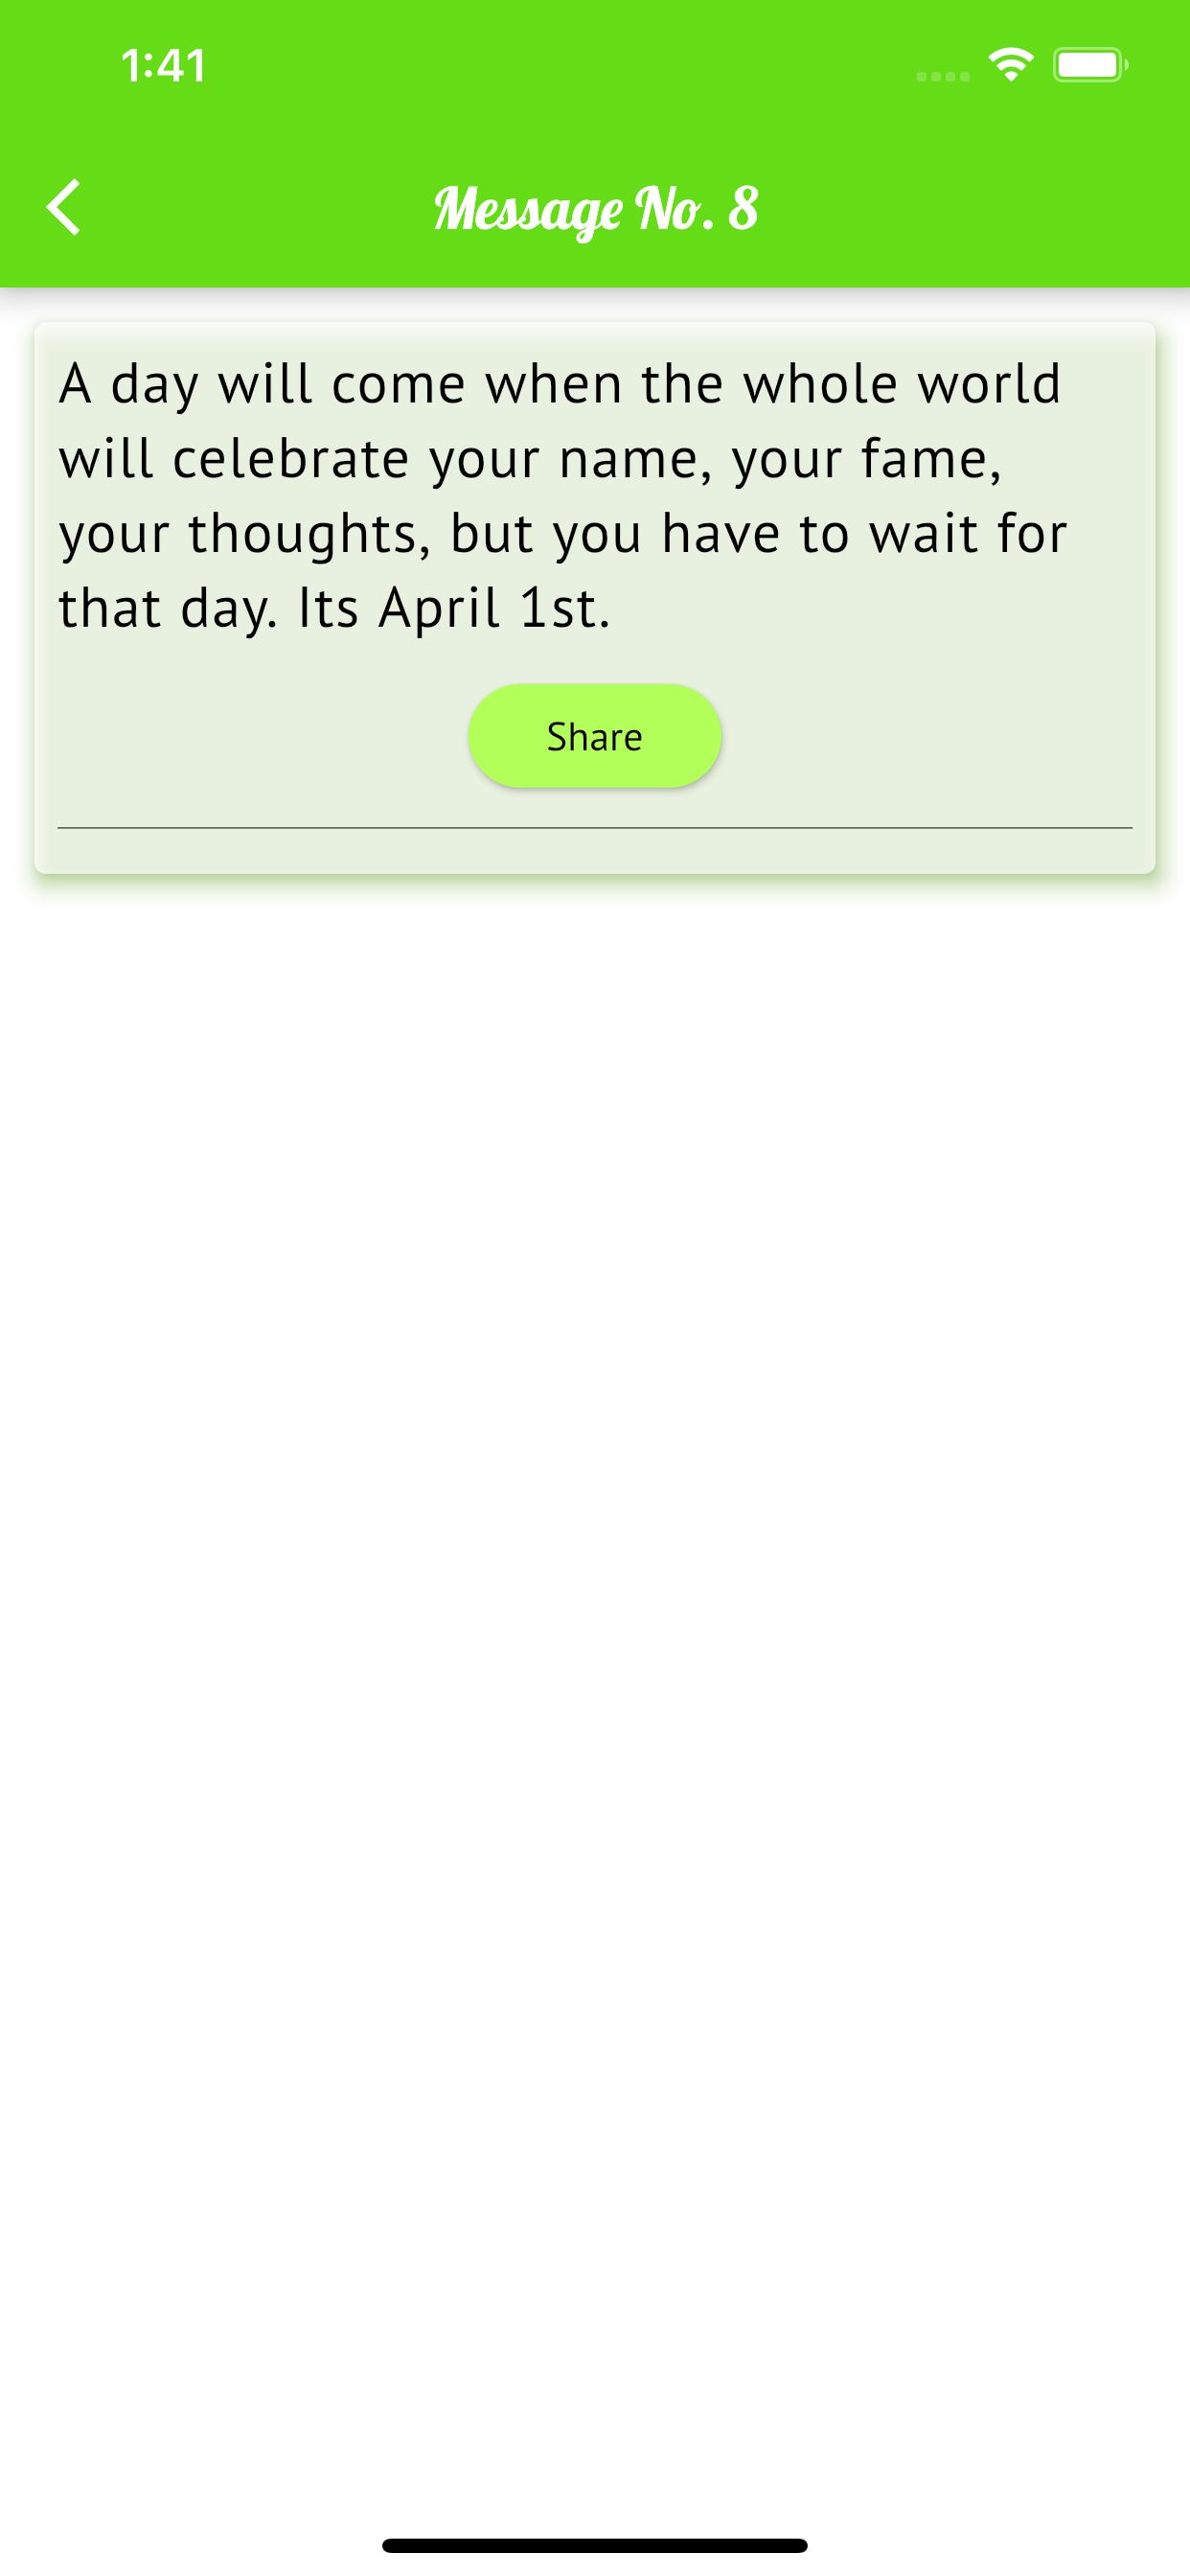 1:41
Message No. 8
A day will come when the whole world
will celebrate your name, your fame,
your thoughts, but you have to wait for
that day. Its April 1st.
Share